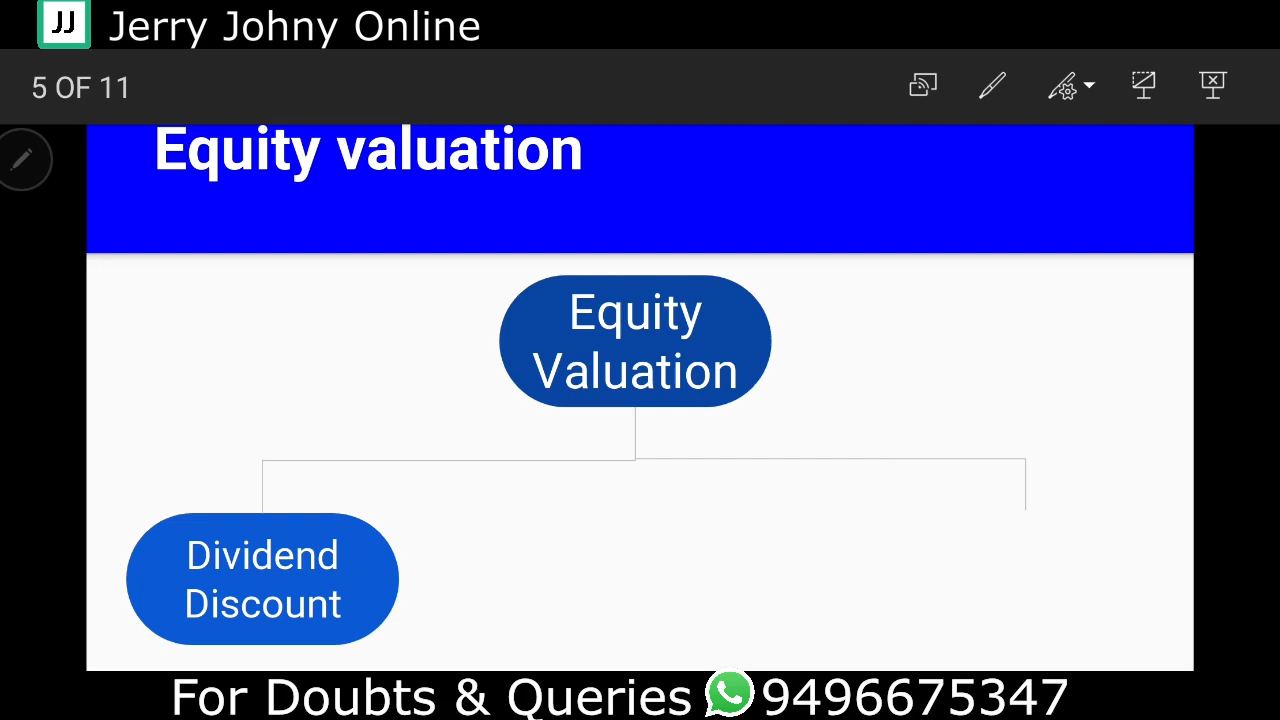 JJ Jerry Johny Online
5 OF 11
Equity valuation
Equity
Valuation
Dividend
Discount
For Doubts & Queries 9496675347